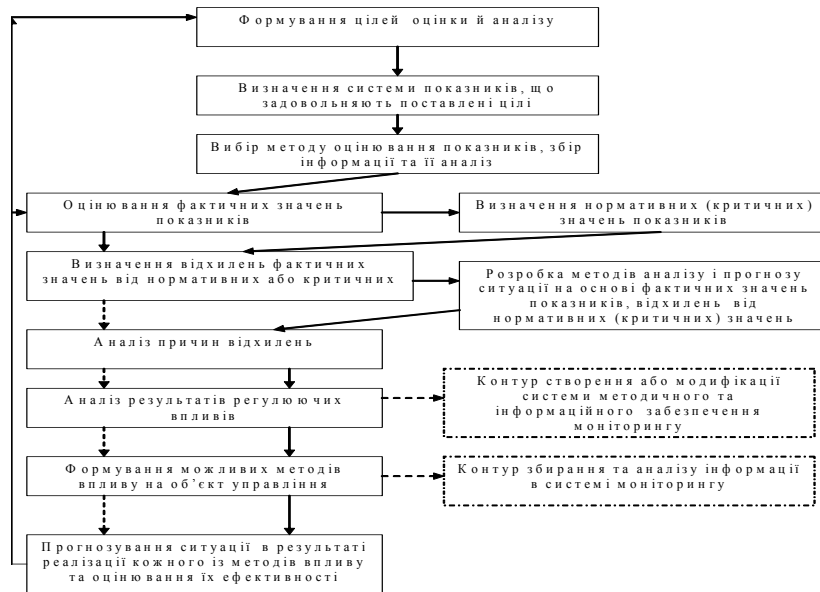 Формування цілей оцінки й аналізу
Визначення системи показників, що
задовольняють поставлені цілі
Вибір методу оцінювання показників, збір
інформації та її аналіз
Оцінювання фактичних значень
показників
Визначення нормативних (критичних)
значень показників
Визначення відхилень фактичних
значень від нормативних або критичних
Розробка методів аналізу і прогнозу
ситуації на основі фактичних значень
показників, відхилень від
нормативних (критичних) значень
Аналіз причин відхилень
Аналіз результатів регулюючих
впливів
Контур створення або модифікації
системи методичного та
інформаційного забезпечення
моніторингу
Формування можливих методів
впливу на об’єкт управління
Контур збирання та аналізу інформації
в системі моніторингу
Прогнозування ситуації в результаті
реалізації кожного із методів впливу
та оцінювання їх ефективності